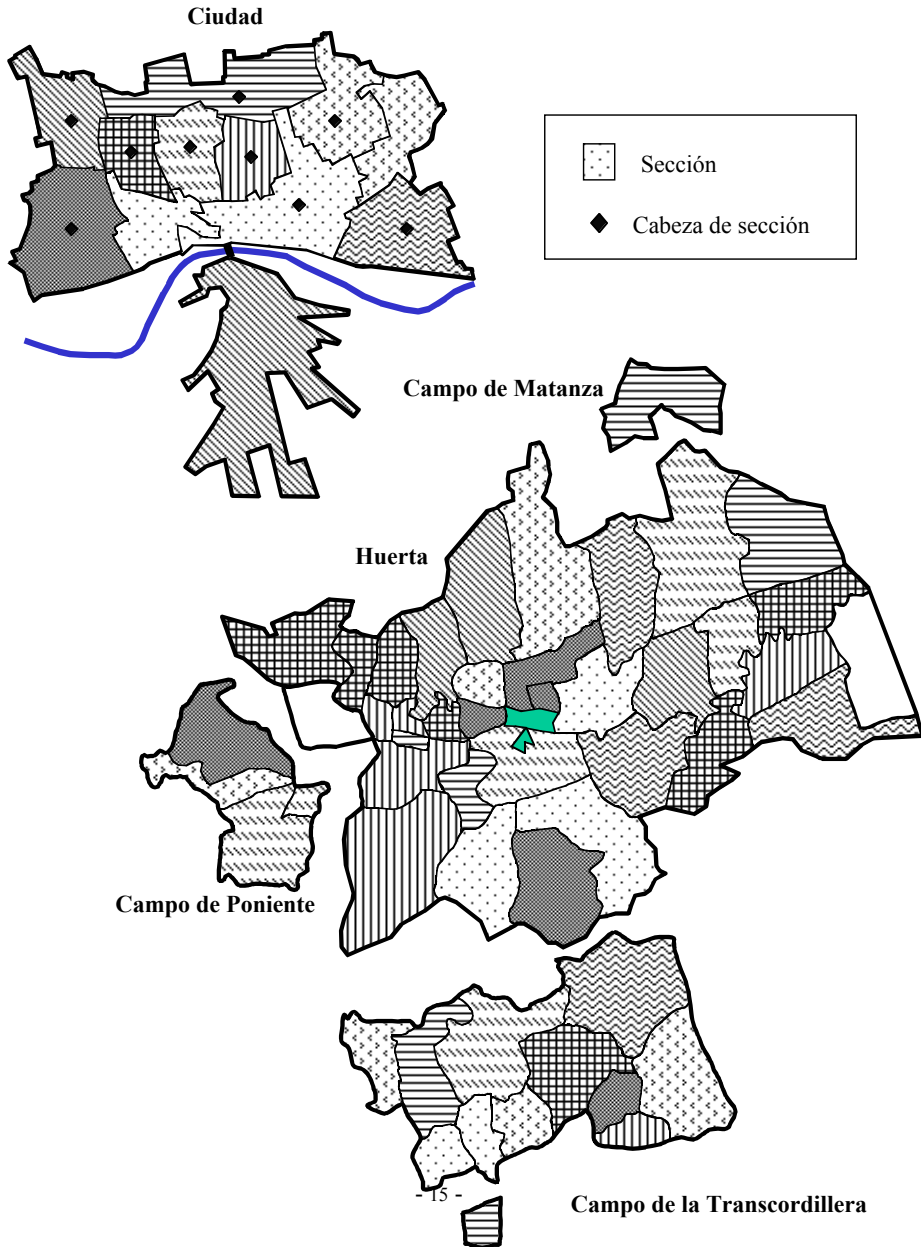 Ciudad
Sección
Cabeza de sección
Campo de Matanza
Huerta
Campo de Poniente
- 15 -
Campo de la Transcordillera